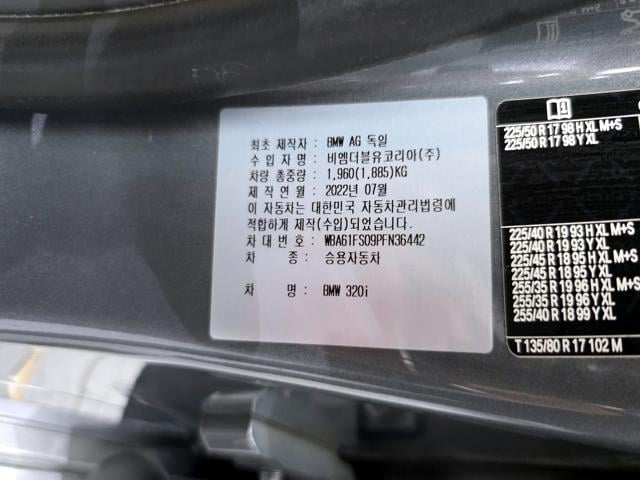 최초 제작자 : BMW AG 독일
수 입 자 명 : 비엠더블유코리아(주)
차량 총중량 : 1,960(1,885)KG
제 작 연 월 : 2022년 07월
이 자동차는 대한민국 자동차관리법령에
적합하게 제작(수입)되었습니다.
차 대 번 호 : WBA61FS09PFN36442
차 종 : 승용자동차
차 명 : BMW 320i
225/50 R 17 98 H XL M+S
225/50 R 17 98 Y XL
225/40 R 19 93 H XL M+S
225/40 R 19 93 Y XL
225/45 R 18 95 H XL M+S
225/45 R 18 95 Y XL
255/35 R 19 96 H XL M+S
255/35 R 19 96 Y XL
255/40 R 18 99 Y XL
T 135/80 R 17 102 M